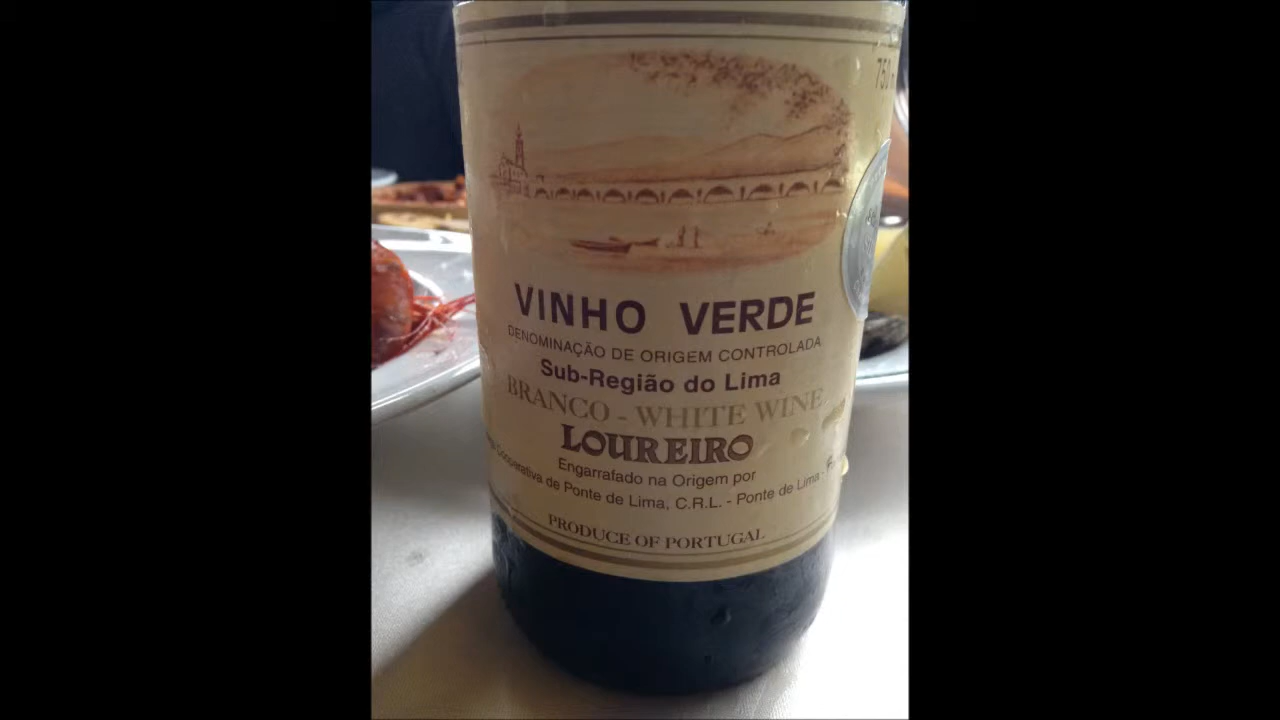 750
VINHO VERDE
DENOMINAÇÃO DE ORIGEM CONTROLADA
Sub-Região do Lima
BRANCO - WHITE WINE
LOUREIRO
Engarrafado na Origem por
Cooperativa de Ponte de Lima, C.R.L. - Ponte de Lima -
PRODUCE OF PORTUGAL